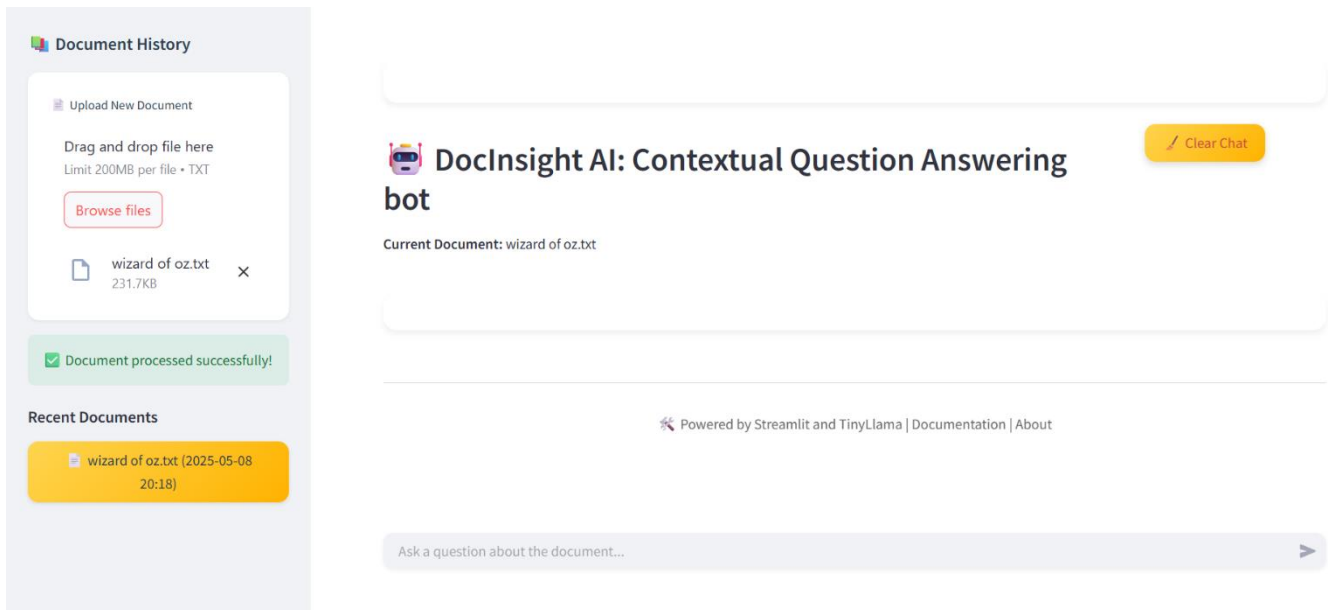 Document History
Upload New Document
Drag and drop file here
Limit 200MB per file • TXT
Browse files
wizard of oz.txt
231.7KB
Document processed successfully!
Recent Documents
wizard of oz.txt (2025-05-08
20:18)
Clear Chat
DocInsight AI: Contextual Question Answering
bot
Current Document: wizard of oz.txt
Powered by Streamlit and TinyLlama | Documentation | About
Ask a question about the document...